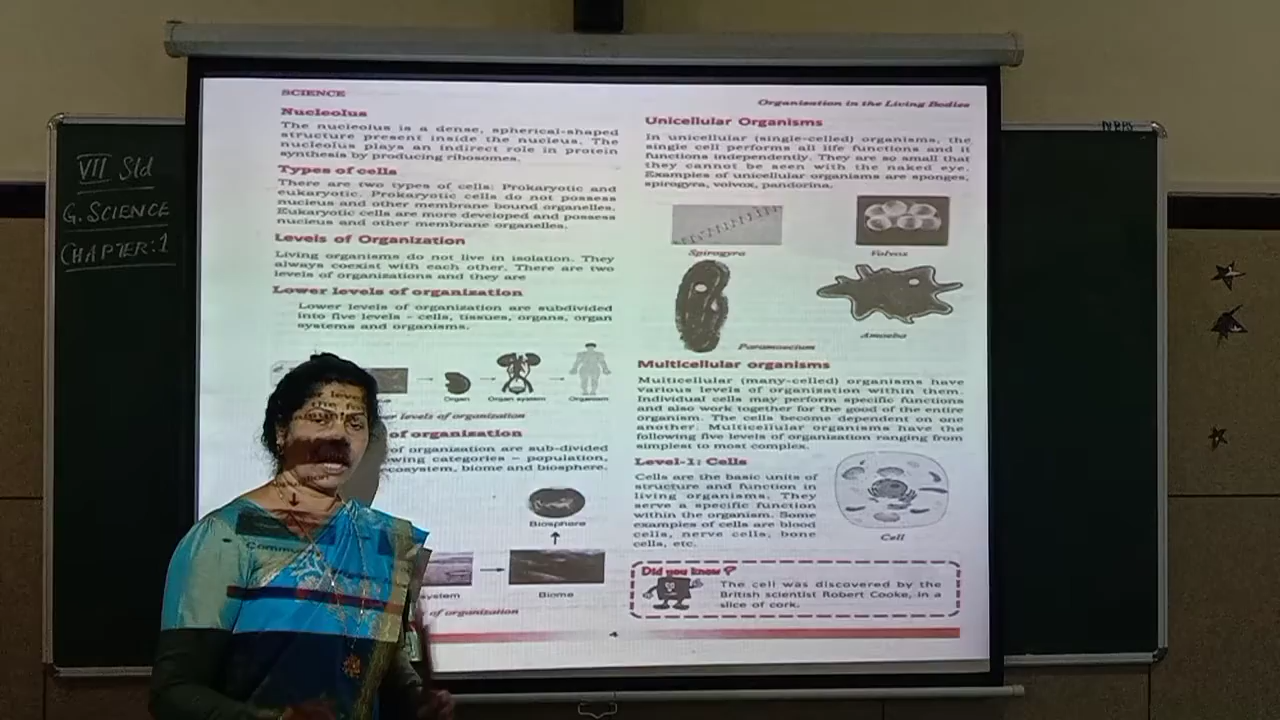 VII Std
G. SCIENCE
CHAPTER:1
NBPS
SCIENCE
Nucleolus
The nucleolus is a dense, spherical-shaped
structure present inside the nucleus. The
nucleolus plays an indirect role in protein
synthesis by producing ribosomes.
Types of cells
There are two types of cells: Prokaryotic and
eukaryotic. Prokaryotic cells do not possess
nucleus and other membrane bound organelles.
Eukaryotic cells are more developed and possess
nucleus and other membrane organelles.
Levels of Organization
Living organisms do not live in isolation. They
always coexist with each other. There are two
levels of organizations and they are
Lower levels of organization
Lower levels of organization are subdivided
into five levels - cells, tissues, organs, organ
systems and organisms.
Organ
Organ system
Organism
levels of organization
of organization
of organization are sub-divided
categories – population,
ecosystem, biome and biosphere.
Biosphere
Biome
of organization
4
Organisation in the Living Bodies
Unicellular Organisms
In unicellular (single-celled) organisms, the
single cell performs all life functions and it
functions independently. They are so small that
they cannot be seen with the naked eye.
Examples of unicellular organisms are sponges,
spirogyra, volvox, pandorina.
Spirogyra
Volvox
Paramoecium
Amoeba
Multicellular organisms
Multicellular (many-celled) organisms have
various levels of organization within them.
Individual cells may perform specific functions
and also work together for the good of the entire
organism. The cells become dependent on one
another. Multicellular organisms have the
following five levels of organization ranging from
simplest to most complex.
Level-1: Cells
Cells are the basic units of
structure and function in
living organisms. They
serve a specific function
within the organism. Some
examples of cells are blood
cells, nerve cells, bone
cells, etc.
Cell
Did you know?
The cell was discovered by the
British scientist Robert Cooke, in a
slice of cork.